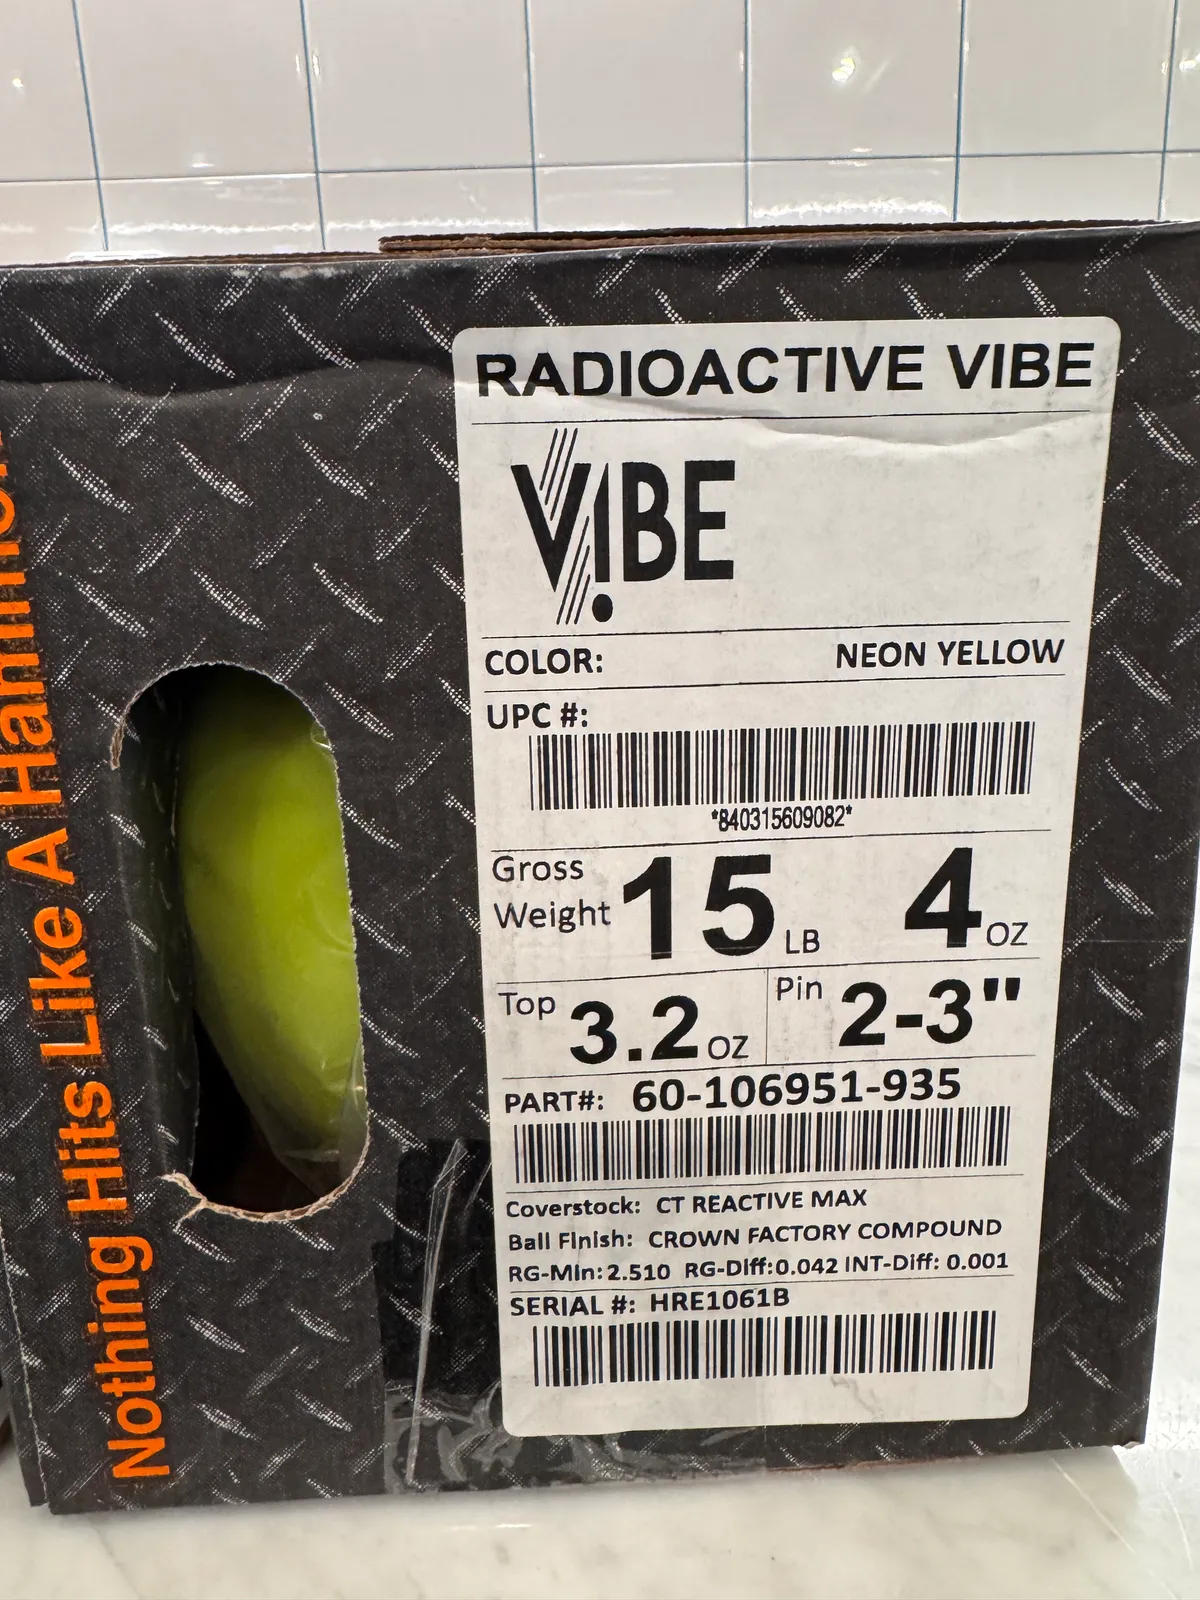 Nothing Hits Like A Hammer.
RADIOACTIVE VIBE
VIBE
COLOR: NEON YELLOW
UPC #:
*840315609082*
Gross Weight 15 LB 4 OZ
Top 3.2 OZ Pin 2-3"
PART#: 60-106951-935
Coverstock: CT REACTIVE MAX
Ball Finish: CROWN FACTORY COMPOUND
RG-Min: 2.510 RG-Diff: 0.042 INT-Diff: 0.001
SERIAL #: HRE1061B